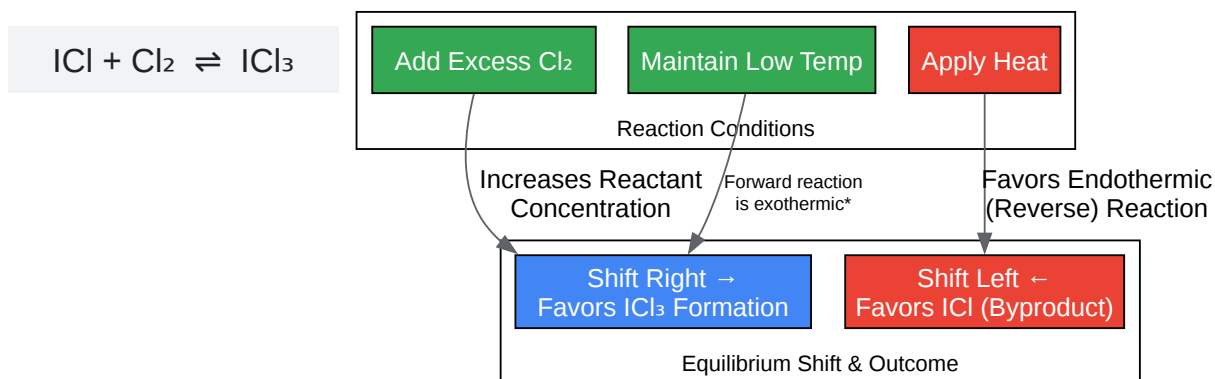 ICl + Cl₂ ⇌ ICl₃
Add Excess Cl₂
Maintain Low Temp
Apply Heat
Reaction Conditions
Increases Reactant
Concentration
Forward reaction
is exothermic*
Favors Endothermic
(Reverse) Reaction
Shift Right →
Favors ICl₃ Formation
Shift Left ←
Favors ICl (Byproduct)
Equilibrium Shift & Outcome